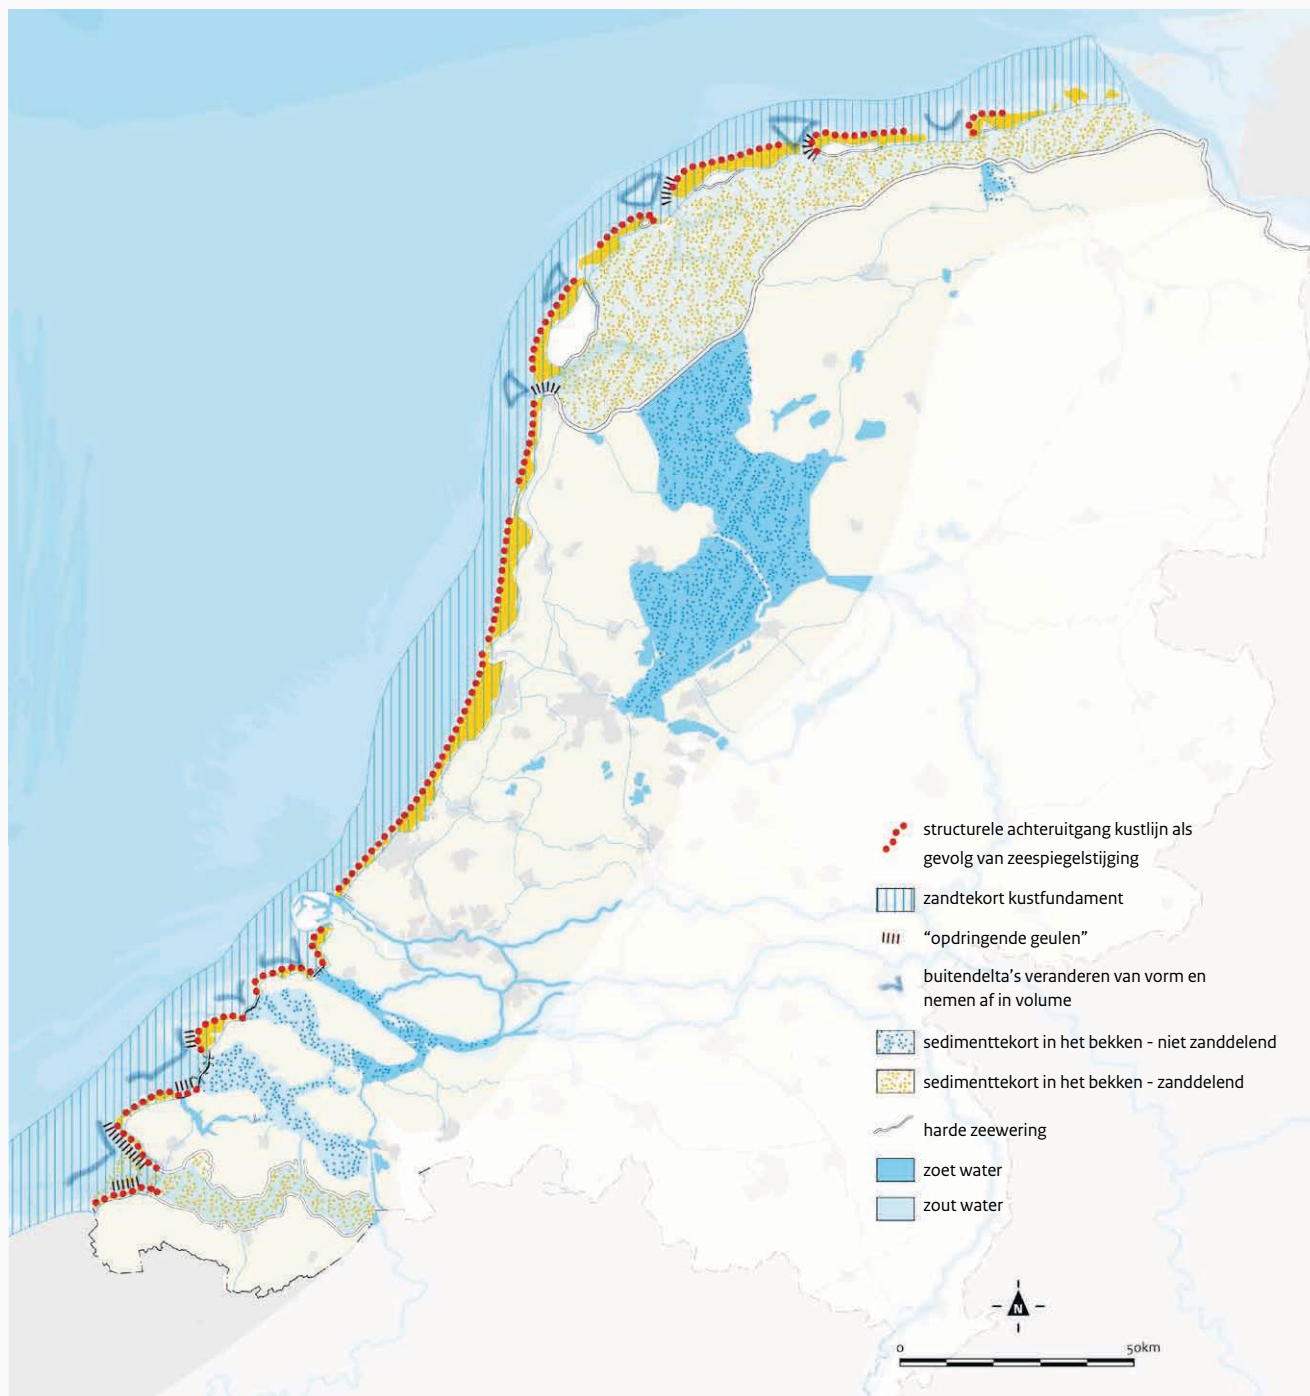 structurele achteruitgang kustlijn als
gevolg van zeespiegelstijging
zandtekort kustfundament
“opdringende geulen”
buitendelta's veranderen van vorm en
nemen af in volume
sedimenttekort in het bekken - niet zanddelend
sedimenttekort in het bekken - zanddelend
harde zeewering
zoet water
zout water
N
0 50km